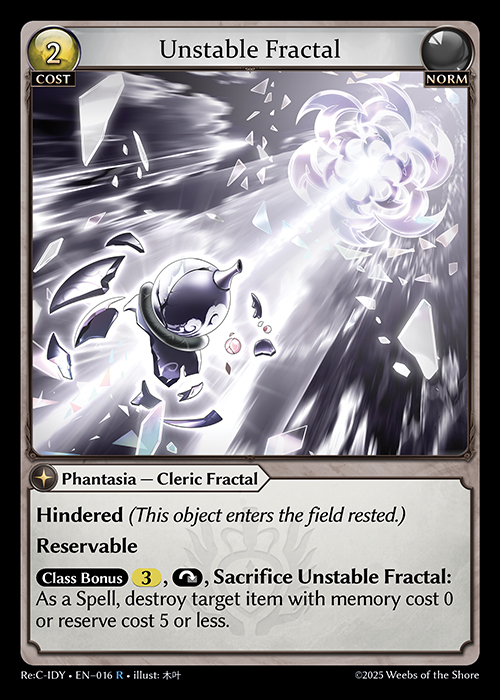 2
Unstable Fractal
COST
NORM
Phantasia — Cleric Fractal
Hindered (This object enters the field rested.)
Reservable
Class Bonus 3 , , Sacrifice Unstable Fractal:
As a Spell, destroy target item with memory cost 0
or reserve cost 5 or less.
Re:C-IDY • EN-016 R • illust: 木叶
©2025 Weebs of the Shore